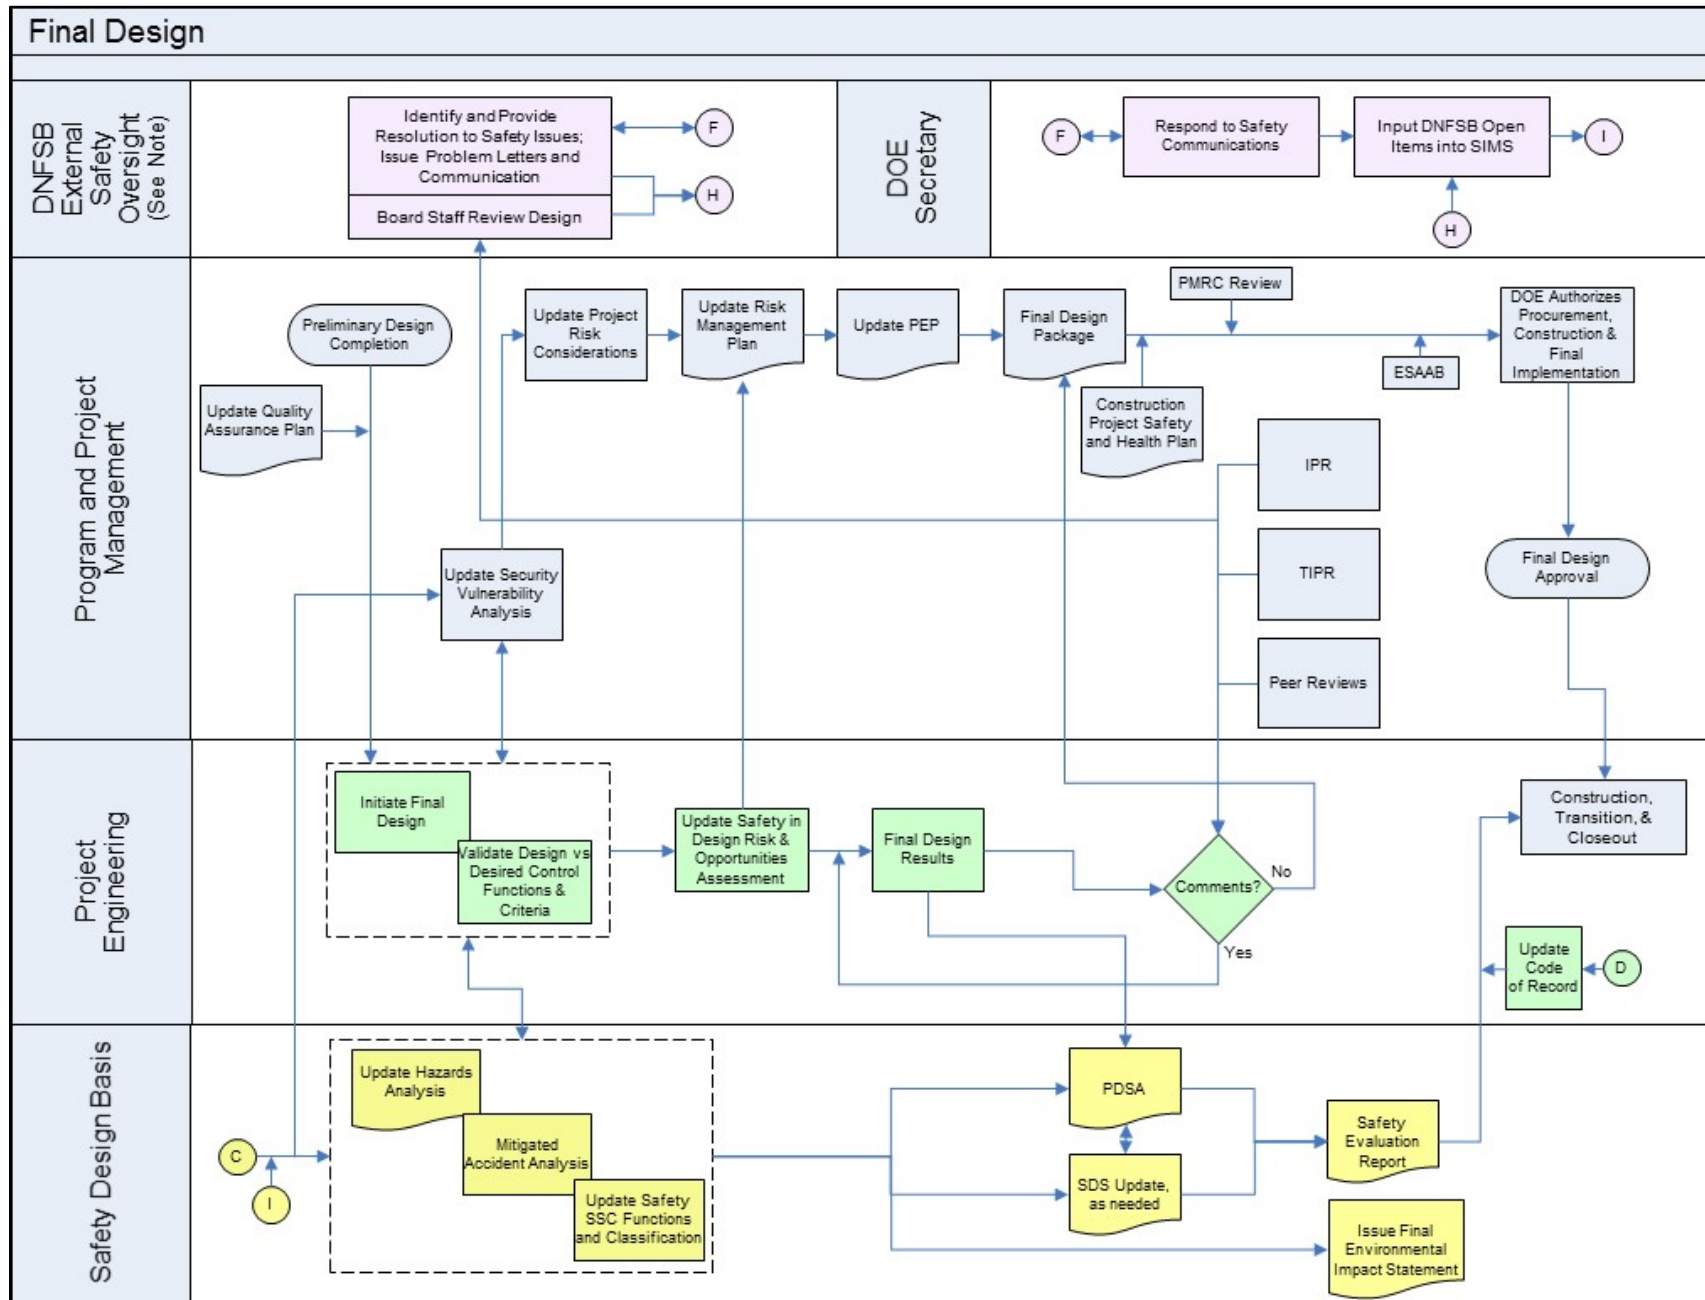 Final Design
DNFSB
External
Safety
Oversight
(See Note)
Identify and Provide
Resolution to Safety Issues;
Issue Problem Letters and
Communication
Board Staff Review Design
F
H
DOE
Secretary
F
Respond to Safety
Communications
Input DNFSB Open
Items into SIMS
I
H
Program and Project
Management
Preliminary Design
Completion
Update Quality
Assurance Plan
Update Project
Risk
Considerations
Update Risk
Management
Plan
Update PEP
Final Design
Package
PMRC Review
Construction
Project Safety
and Health Plan
ESAAB
DOE Authorizes
Procurement,
Construction &
Final
Implementation
IPR
TIPR
Peer Reviews
Update Security
Vulnerability
Analysis
Final Design
Approval
Project
Engineering
Initiate Final
Design
Validate Design vs
Desired Control
Functions &
Criteria
Update Safety in
Design Risk &
Opportunities
Assessment
Final Design
Results
Comments?
No
Yes
Construction,
Transition, &
Closeout
Update
Code
of Record
D
Safety Design Basis
C
I
Update Hazards
Analysis
Mitigated
Accident Analysis
Update Safety
SSC Functions
and Classification
PDSA
SDS Update,
as needed
Safety
Evaluation
Report
Issue Final
Environmental
Impact Statement